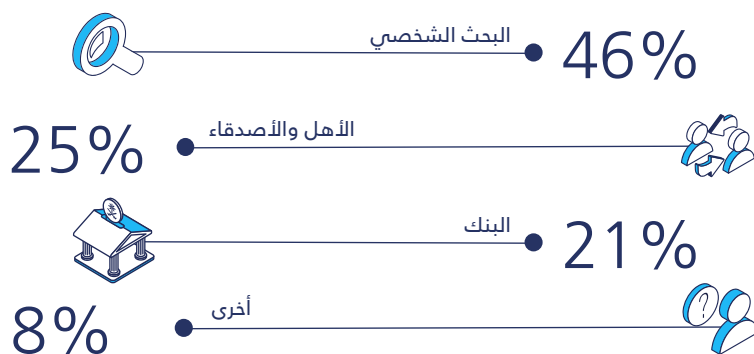 البحث الشخصي
46%
الأهل والأصدقاء
25%
البنك
21%
أخرى
8%